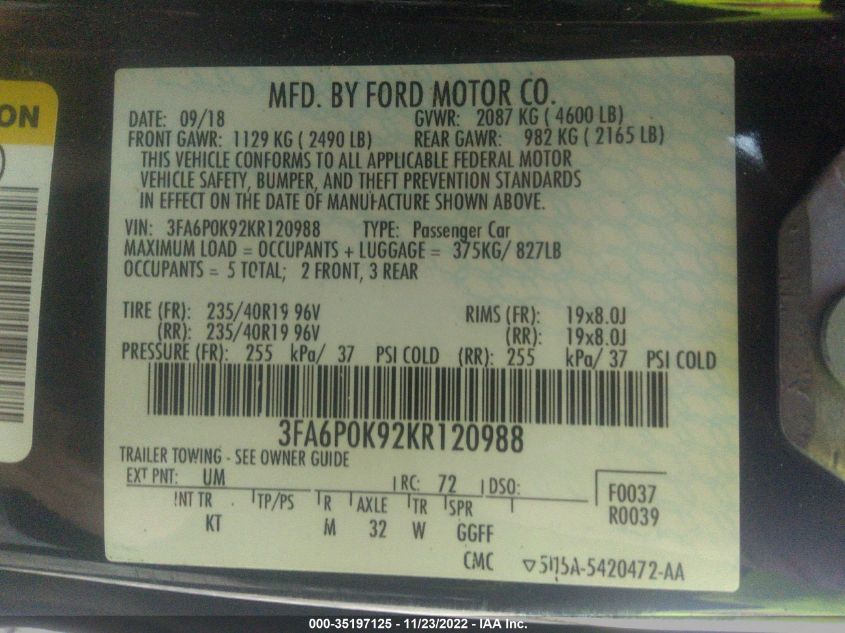 ON
MFD. BY FORD MOTOR CO.
DATE: 09/18 GVWR: 2087 KG ( 4600 LB)
FRONT GAWR: 1129 KG ( 2490 LB) REAR GAWR: 982 KG ( 2165 LB)
THIS VEHICLE CONFORMS TO ALL APPLICABLE FEDERAL MOTOR
VEHICLE SAFETY, BUMPER, AND THEFT PREVENTION STANDARDS
IN EFFECT ON THE DATE OF MANUFACTURE SHOWN ABOVE.
VIN: 3FA6P0K92KR120988 TYPE: Passenger Car
MAXIMUM LOAD = OCCUPANTS + LUGGAGE = 375KG/ 827LB
OCCUPANTS = 5 TOTAL; 2 FRONT, 3 REAR
TIRE (FR): 235/40R19 96V RIMS (FR): 19x8.0J
(RR): 235/40R19 96V (RR): 19x8.0J
PRESSURE (FR): 255 kPa/ 37 PSI COLD (RR): 255 kPa/ 37 PSI COLD
3FA6P0K92KR120988
TRAILER TOWING - SEE OWNER GUIDE
EXT PNT: UM RC: 72 DSO: F0037
INT TR TP/PS R AXLE TR SPR R0039
KT M 32 W GGFF
CMC 5U5A-5420472-AA
000-35197125 - 11/23/2022 - IAA Inc.